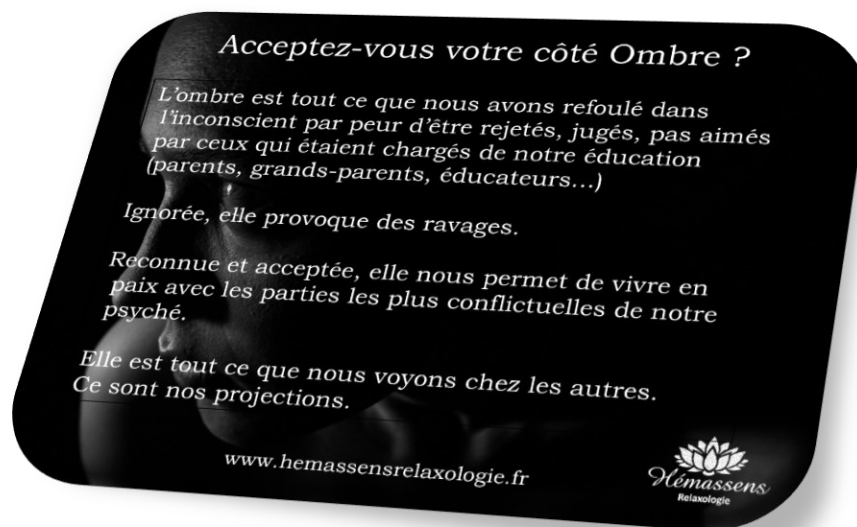 Acceptez-vous votre côté Ombre ?
L'ombre est tout ce que nous avons refoulé dans
l'inconscient par peur d'être rejetés, jugés, pas aimés
par ceux qui étaient chargés de notre éducation
(parents, grands-parents, éducateurs...)
Ignorée, elle provoque des ravages.
Reconnue et acceptée, elle nous permet de vivre en
paix avec les parties les plus conflictuelles de notre
psyché.
Elle est tout ce que nous voyons chez les autres.
Ce sont nos projections.
www.hemassensrelaxologie.fr
Hémassens
Relaxologie